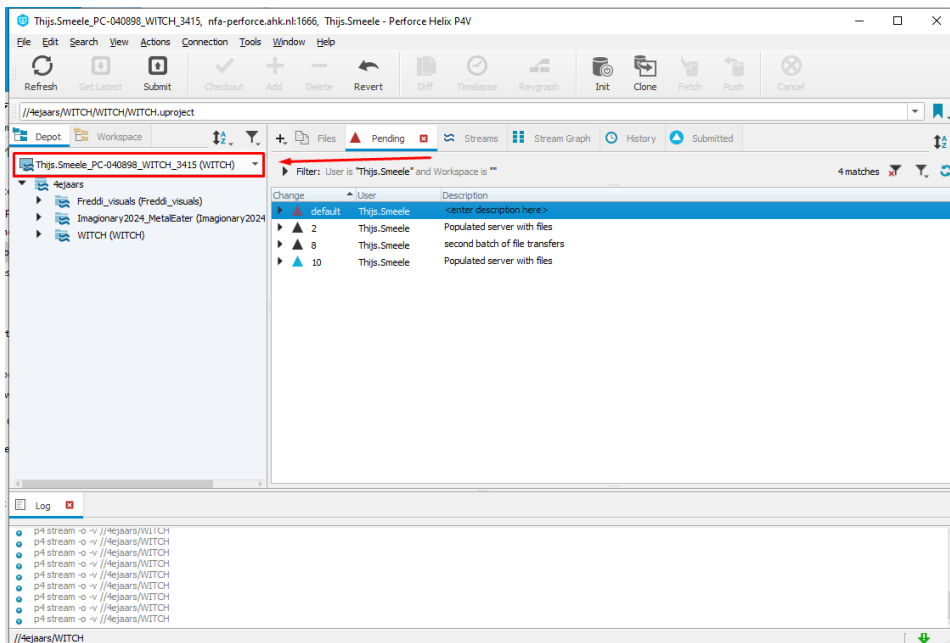 Thijs.Smeele_PC-040898_WITCH_3415, nfa-perforce.ahk.nl:1666, Thijs.Smeele - Perforce Helix P4V
File Edit Search View Actions Connection Tools Window Help
Refresh Get Latest Submit Checkout Add Delete Revert Diff Timelapse Revgraph Init Clone Fetch Push Cancel
//4ejaars/WITCH/WITCH/WITCH.uproject
Depot Workspace Files Pending Streams Stream Graph History Submitted
Thijs.Smeele_PC-040898_WITCH_3415 (WITCH)
Filter: User is "Thijs.Smeele" and Workspace is "" 4 matches
4ejaars
Freddi_visuals (Freddi_visuals)
Imagionary2024_MetalEater (Imagionary2024
WITCH (WITCH)
Change User Description
default Thijs.Smeele <enter description here>
2 Thijs.Smeele Populated server with files
8 Thijs.Smeele second batch of file transfers
10 Thijs.Smeele Populated server with files
Log
p4 stream -o -v //4ejaars/WITCH
p4 stream -o -v //4ejaars/WITCH
p4 stream -o -v //4ejaars/WITCH
p4 stream -o -v //4ejaars/WITCH
p4 stream -o -v //4ejaars/WITCH
p4 stream -o -v //4ejaars/WITCH
p4 stream -o -v //4ejaars/WITCH
p4 stream -o -v //4ejaars/WITCH
p4 stream -o -v //4ejaars/WITCH
//4ejaars/WITCH